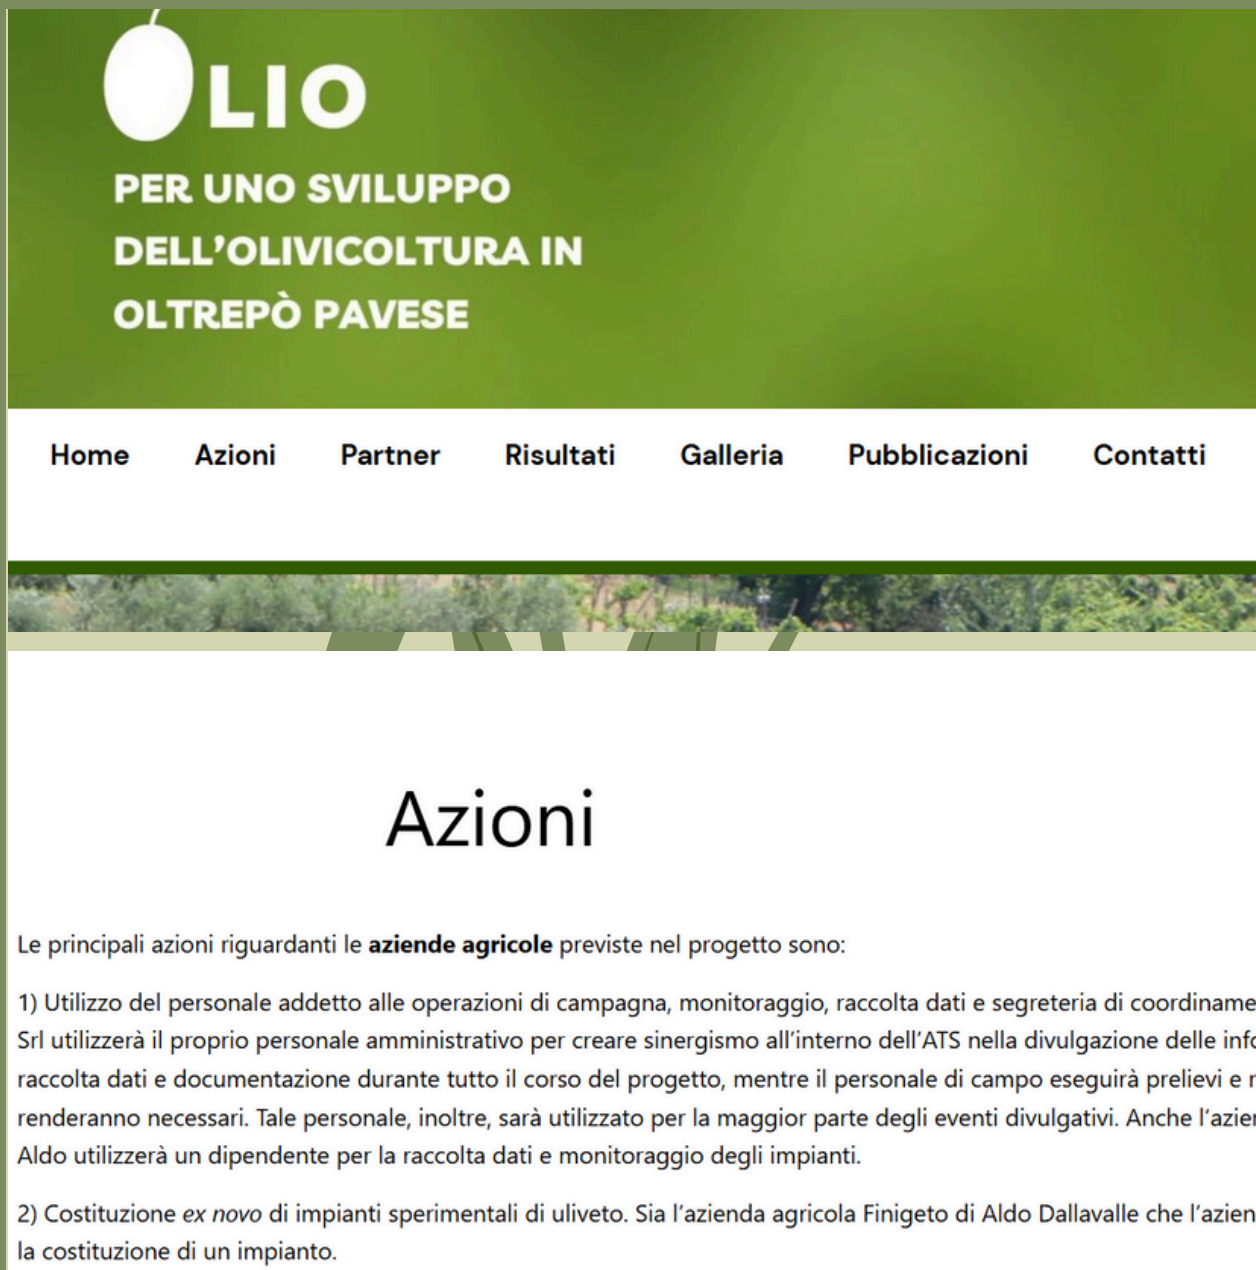 OLIO
PER UNO SVILUPPO
DELL'OLIVICOLTURA IN
OLTREPÒ PAVESE
Home Azioni Partner Risultati Galleria Pubblicazioni Contatti
Azioni
Le principali azioni riguardanti le aziende agricole previste nel progetto sono:
1) Utilizzo del personale addetto alle operazioni di campagna, monitoraggio, raccolta dati e segreteria di
Srl utilizzerà il proprio personale amministrativo per creare sinergismo all'interno dell'ATS nella divulgazione delle
raccolta dati e documentazione durante tutto il corso del progetto, mentre il personale di campo eseguirà prelievi e
renderanno necessari. Tale personale, inoltre, sarà utilizzato per la maggior parte degli eventi divulgativi. Anche
Aldo utilizzerà un dipendente per la raccolta dati e monitoraggio degli impianti.
2) Costituzione ex novo di impianti sperimentali di uliveto. Sia l'azienda agricola Finigeto di Aldo Dallavalle che
la costituzione di un impianto.